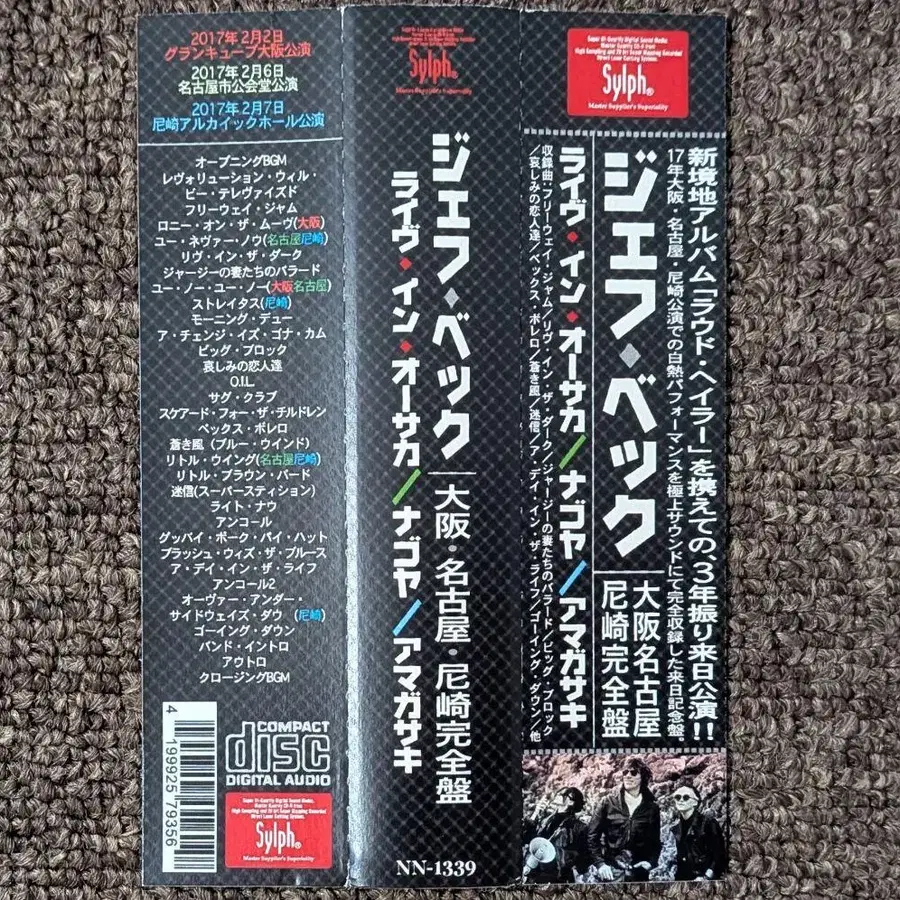 2017年 2月2日
グランキューブ大阪公演
2017年 2月6日
名古屋市公会堂公演
2017年 2月7日
尼崎アルカイックホール公演
オープニングBGM
レヴォリューション・ウィル・
ビー・テレヴァイズド
フリーウェイ・ジャム
ロニー・オン・ザ・ムーヴ(大阪)
ユー・ネヴァー・ノウ(名古屋尼崎)
リヴ・イン・ザ・ダーク
ジャージーの妻たちのバラード
ユー・ノー・ユー・ノー(大阪名古屋)
ストレイタス(尼崎)
モーニング・デュー
ア・チェンジ・イズ・ゴナ・カム
ビッグ・ブロック
哀しみの恋人達
O.I.L.
サグ・クラブ
スケアード・フォー・ザ・チルドレン
ベックス・ボレロ
蒼き風 (ブルー・ウインド)
リトル・ウイング(名古屋尼崎)
リトル・ブラウン・バード
迷信(スーパースティション)
ライト・ナウ
アンコール
グッバイ・ポーク・パイ・ハット
ブラッシュ・ウィズ・ザ・ブルース
ア・デイ・イン・ザ・ライフ
アンコール2
オーヴァー・アンダー・
サイドウェイズ・ダウ (尼崎)
ゴーイング・ダウン
バンド・イントロ
アウトロ
クロージングBGM
4 199925 79356
COMPACT
disc
DIGITAL AUDIO
Sylph®
Master Supplier's Superiority
Sylph®
Master Supplier's Superiority
ジェフ・ベック
大阪・名古屋・尼崎完全盤
ライヴ・イン・オーサカ/ナゴヤ/アマガサキ
NN-1339
Super Hi-Quartly Digital Sound Media.
Master Quartly CD-R from
High Sampling and 20 bit Super Mapping Recorded
Direct Laser Cutting System.
Sylph®
Master Supplier's Superiority
新境地アルバム「ラウド・ヘイラー」を携えての、3年振り来日公演!!
17年大阪・名古屋・尼崎公演での白熱パフォーマンスを極上サウンドにて完全収録した来日記念盤。
ジェフ・ベック
大阪名古屋
尼崎完全盤
ライヴ・イン・オーサカ/ナゴヤ/アマガサキ
収録曲:フリーウェイ・ジャム/リヴ・イン・ザ・ダーク/ジャージーの妻たちのバラード/ビッグ・ブロック
/哀しみの恋人達/ベックス・ボレロ/蒼き風/迷信/ア・デイ・イン・ザ・ライフ/ゴーイング・ダウン/他